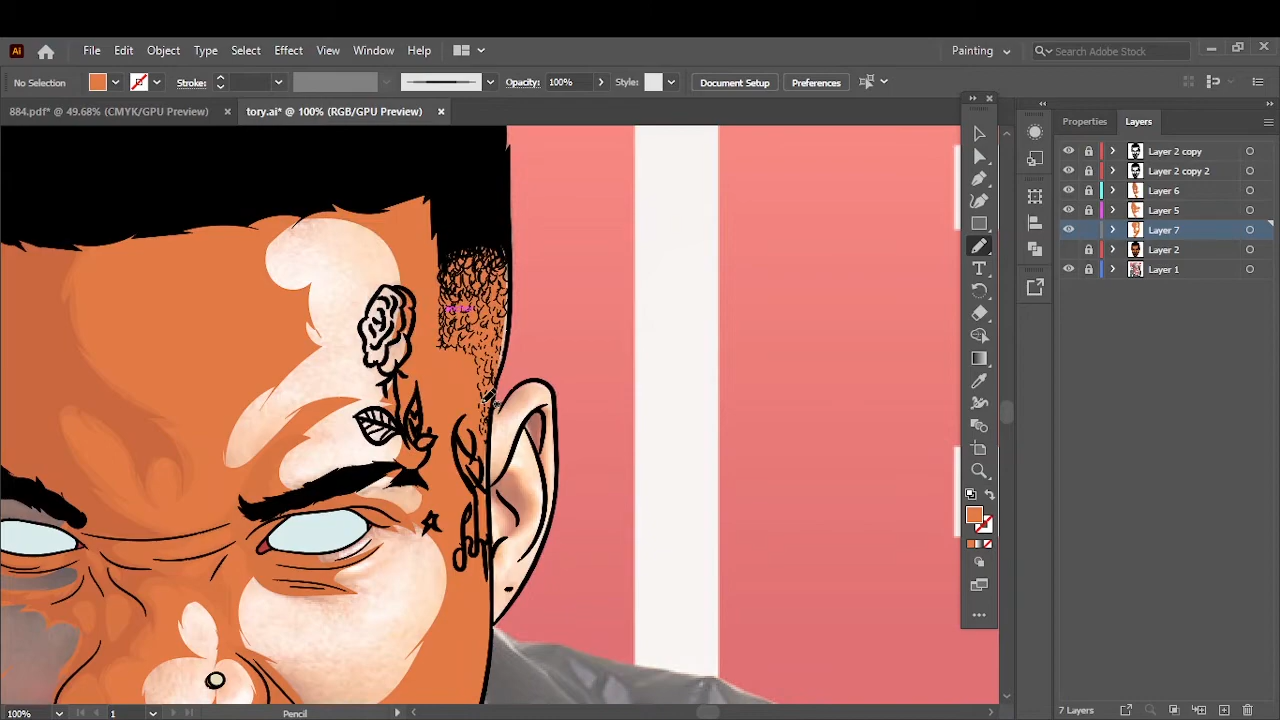 Ai File Edit Object Type Select Effect View Window Help Painting Search Adobe Stock
No Selection Stroke: Opacity: 100% Style: Document Setup Preferences
884.pdf* @ 49.68% (CMYK/GPU Preview) × tory.ai* @ 100% (RGB/GPU Preview) ×
Properties Layers
Layer 2 copy
Layer 2 copy 2
Layer 6
Layer 5
Layer 7
Layer 2
Layer 1
100% 1 Pencil 7 Layers